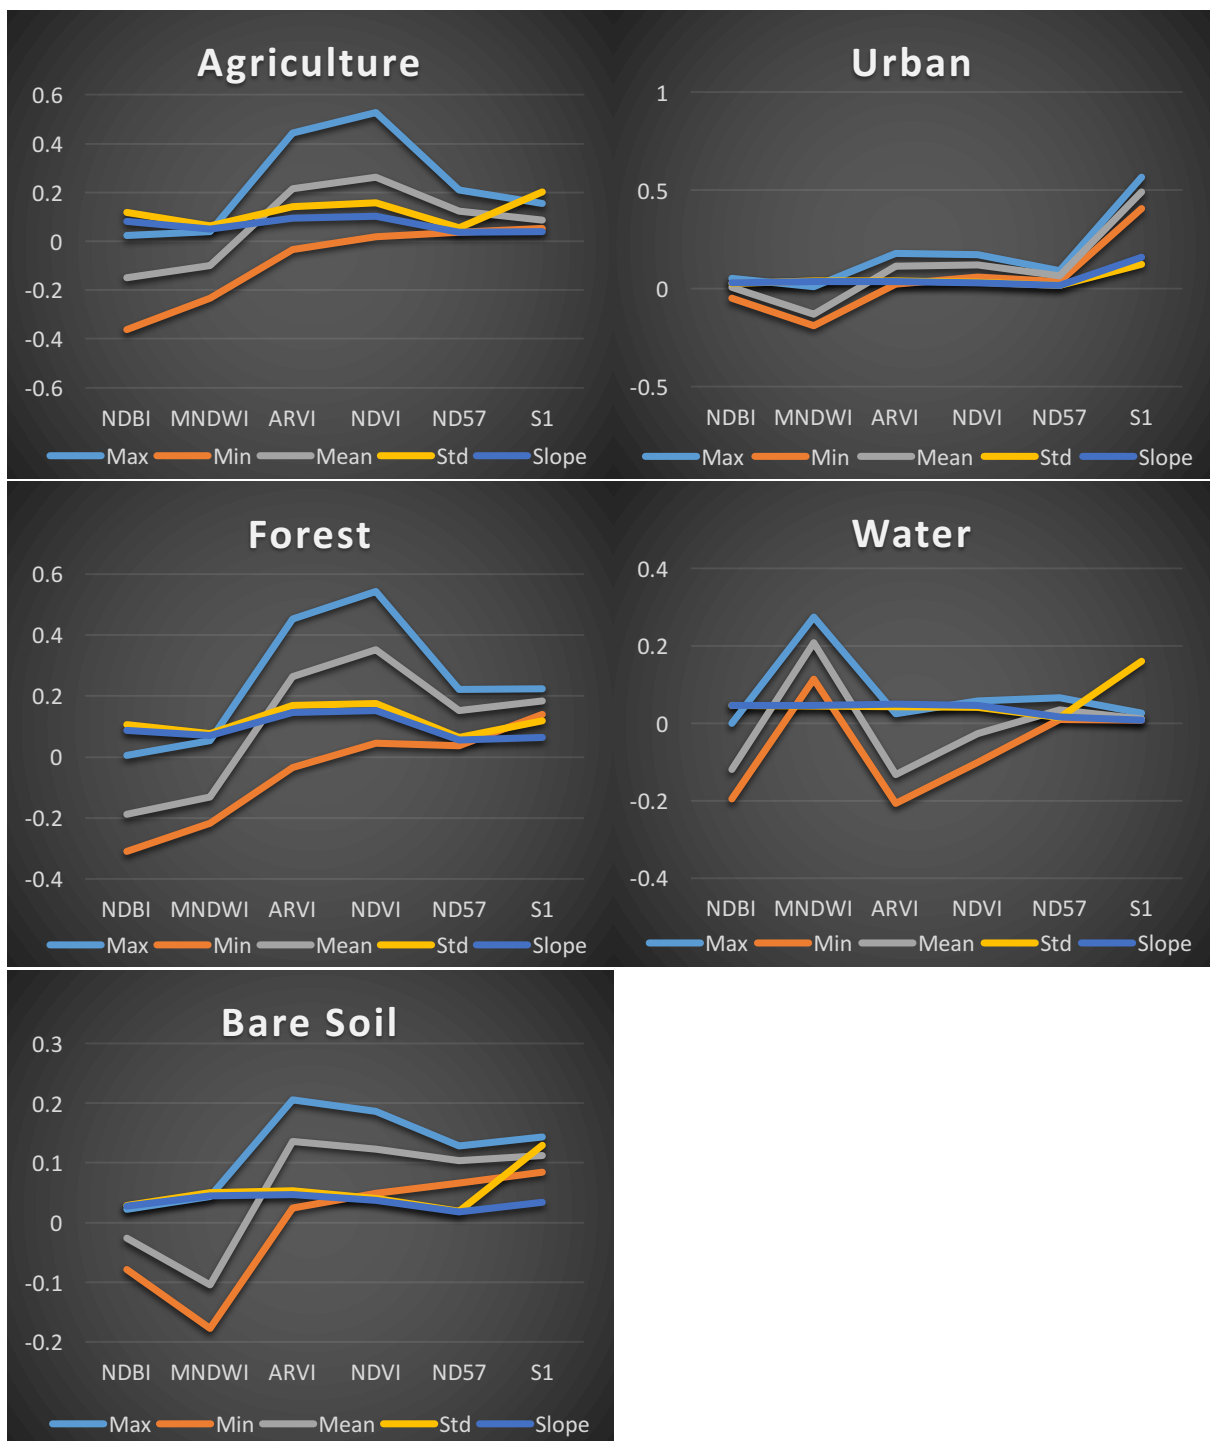 Agriculture
0.6
0.4
0.2
0
-0.2
-0.4
-0.6
NDBI MNDWI ARVI NDVI ND57 S1
Max Min Mean Std Slope
Urban
1
0.5
0
-0.5
NDBI MNDWI ARVI NDVI ND57 S1
Max Min Mean Std Slope
Forest
0.6
0.4
0.2
0
-0.2
-0.4
NDBI MNDWI ARVI NDVI ND57 S1
Max Min Mean Std Slope
Water
0.4
0.2
0
-0.2
-0.4
NDBI MNDWI ARVI NDVI ND57 S1
Max Min Mean Std Slope
Bare Soil
0.3
0.2
0.1
0
-0.1
-0.2
NDBI MNDWI ARVI NDVI ND57 S1
Max Min Mean Std Slope